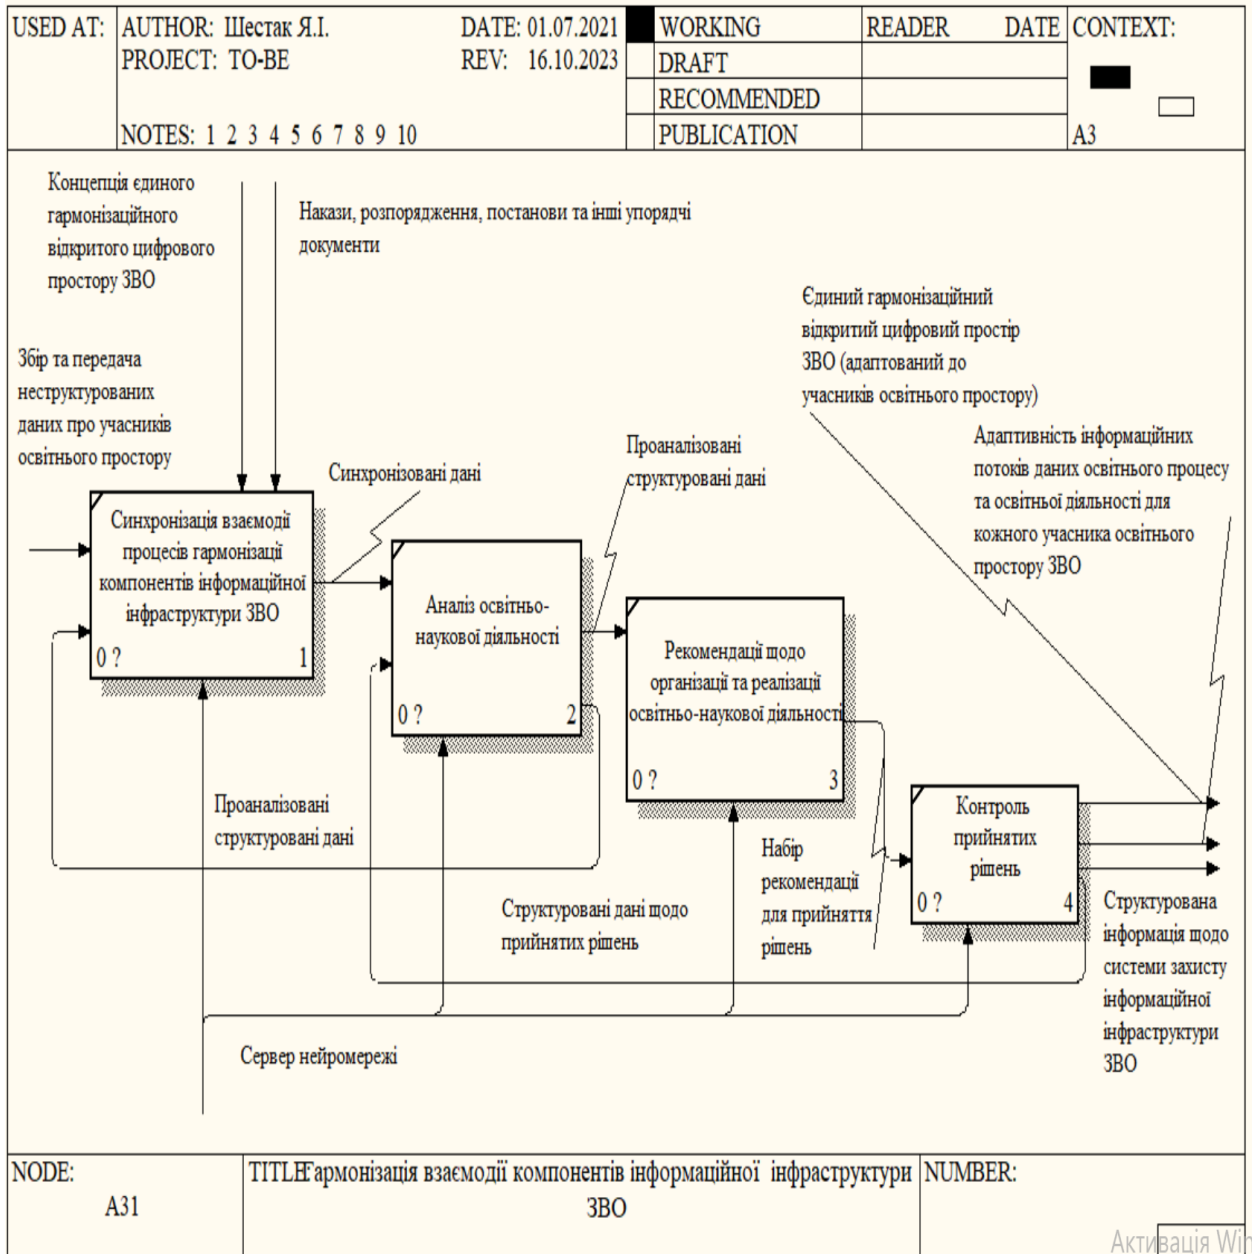 USED AT:
AUTHOR: Шестак Я.І.
DATE: 01.07.2021
PROJECT: TO-BE
REV: 16.10.2023
NOTES: 1 2 3 4 5 6 7 8 9 10
WORKING
DRAFT
RECOMMENDED
PUBLICATION
READER
DATE
CONTEXT:
A3
Концепція єдиного
гармонізаційного
відкритого цифрового
простору ЗВО
Накази, розпорядження, постанови та інші упорядчі
документи
Єдиний гармонізаційний
відкритий цифровий простір
ЗВО (адаптований до
учасників освітнього простору)
Збір та передача
неструктурованих
даних про учасників
освітнього простору
Синхронізовані дані
Проаналізовані
структуровані дані
Адаптивність інформаційних
потоків даних освітнього процесу
та освітньої діяльності для
кожного учасника освітнього
простору ЗВО
Синхронізація взаємодії
процесів гармонізації
компонентів інформаційної
інфраструктури ЗВО
0 ?
1
Аналіз освітньо-
наукової діяльності
0 ?
2
Рекомендації щодо
організації та реалізації
освітньо-наукової діяльності
0 ?
3
Контроль
прийнятих
рішень
0 ?
4
Проаналізовані
структуровані дані
Структуровані дані щодо
прийнятих рішень
Набір
рекомендації
для прийняття
рішень
Структурована
інформація щодо
системи захисту
інформаційної
інфраструктури
ЗВО
Сервер нейромережі
NODE:
A31
TITLE:
Гармонізація взаємодії компонентів інформаційної інфраструктури
ЗВО
NUMBER:
Активація Win